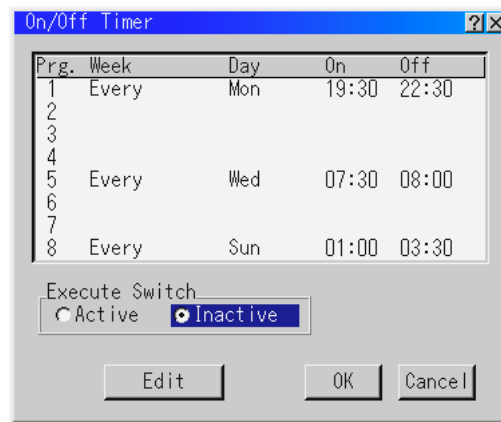 On/Off Timer ? ×
Prg. Week Day On Off
1 Every Mon 19:30 22:30
2
3
4
5 Every Wed 07:30 08:00
6
7
8 Every Sun 01:00 03:30
Execute Switch
Active Inactive
Edit OK Cancel